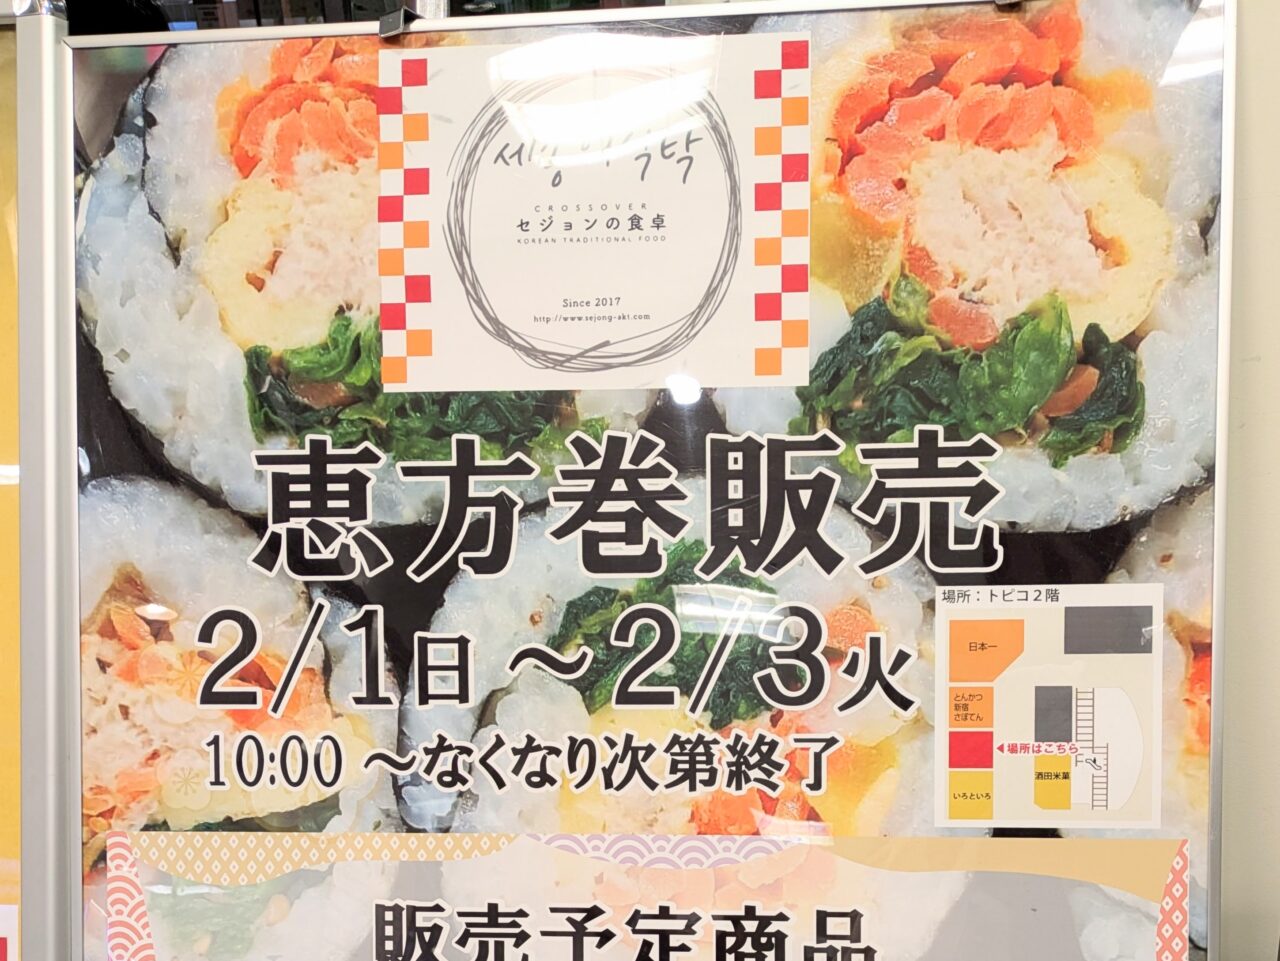 세종의식탁
CROSSOVER
セジョンの食卓
KOREAN TRADITIONAL FOOD
Since 2017
http://www.sejong-akt.com
恵方巻販売
2/1日～2/3火
10:00 ～なくなり次第終了
場所：トピコ2階
日本一
とんかつ
新宿
さぼてん
◀場所はこちら
酒田米菓
いろといろ
販売予定商品